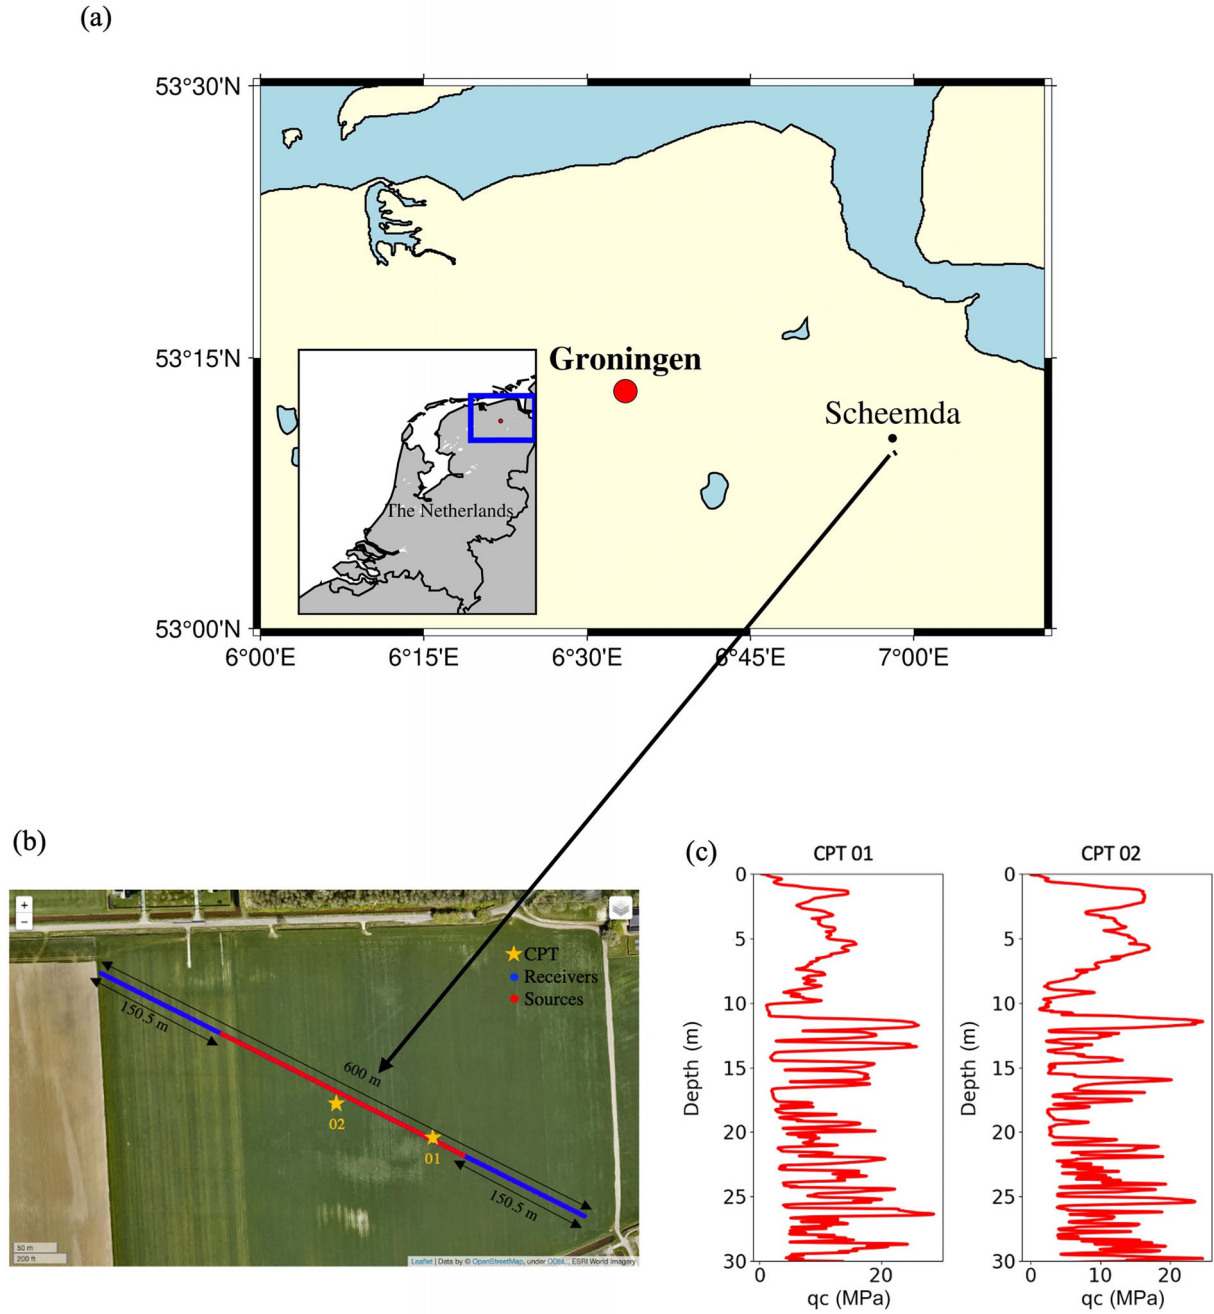 (a)
53°30'N
53°15'N
53°00'N
6°00'E
6°15'E
6°30'E
6°45'E
7°00'E
Groningen
Scheemda
The Netherlands
(b)
+
−
CPT
Receivers
Sources
150.5 m
600 m
02
01
150.5 m
50 m
200 ft
Leaflet | Data by © OpenStreetMap, under ESRI World Imagery
(c)
CPT 01
0
5
10
15
20
25
30
Depth (m)
0
20
qc (MPa)
CPT 02
0
5
10
15
20
25
30
Depth (m)
0
10
20
qc (MPa)